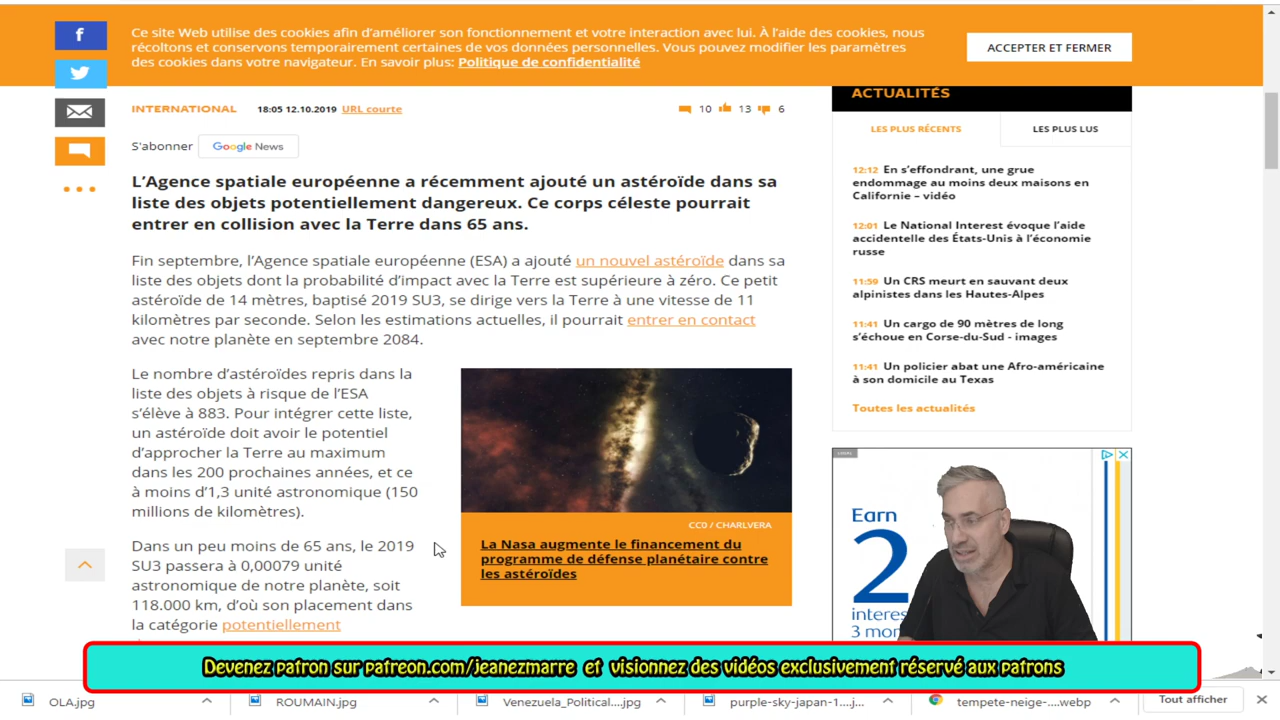 f
Ce site Web utilise des cookies afin d'améliorer son fonctionnement et votre interaction avec lui. À l'aide des cookies, nous
récoltons et conservons temporairement certaines de vos données personnelles. Vous pouvez modifier les paramètres
des cookies dans votre navigateur. En savoir plus: Politique de confidentialité
ACCEPTER ET FERMER
INTERNATIONAL 18:05 12.10.2019 URL courte
10 13 6
S'abonner Google News
L'Agence spatiale européenne a récemment ajouté un astéroïde dans sa
liste des objets potentiellement dangereux. Ce corps céleste pourrait
entrer en collision avec la Terre dans 65 ans.
Fin septembre, l'Agence spatiale européenne (ESA) a ajouté un nouvel astéroïde dans sa
liste des objets dont la probabilité d'impact avec la Terre est supérieure à zéro. Ce petit
astéroïde de 14 mètres, baptisé 2019 SU3, se dirige vers la Terre à une vitesse de 11
kilomètres par seconde. Selon les estimations actuelles, il pourrait entrer en contact
avec notre planète en septembre 2084.
Le nombre d'astéroïdes repris dans la
liste des objets à risque de l'ESA
s'élève à 883. Pour intégrer cette liste,
un astéroïde doit avoir le potentiel
d'approcher la Terre au maximum
dans les 200 prochaines années, et ce
à moins d'1,3 unité astronomique (150
millions de kilomètres).
Dans un peu moins de 65 ans, le 2019
SU3 passera à 0,00079 unité
astronomique de notre planète, soit
118.000 km, d'où son placement dans
la catégorie potentiellement
CC0 / CHARLVERA
La Nasa augmente le financement du
programme de défense planétaire contre
les astéroïdes
ACTUALITÉS
LES PLUS RÉCENTS LES PLUS LUS
12:12 En s'effondrant, une grue
endommage au moins deux maisons en
Californie – vidéo
12:01 Le National Interest évoque l'aide
accidentelle des États-Unis à l'économie
russe
11:59 Un CRS meurt en sauvant deux
alpinistes dans les Hautes-Alpes
11:41 Un cargo de 90 mètres de long
s'échoue en Corse-du-Sud - images
11:41 Un policier abat une Afro-américaine
à son domicile au Texas
Toutes les actualités
Earn
2
interes
3 mon
Devenez patron sur patreon.com/jeanezmarre et visionnez des vidéos exclusivement réservé aux patrons
OLA.jpg ROUMAIN.jpg Venezuela_Political....jpg purple-sky-japan-1....j... tempete-neige-....webp Tout afficher